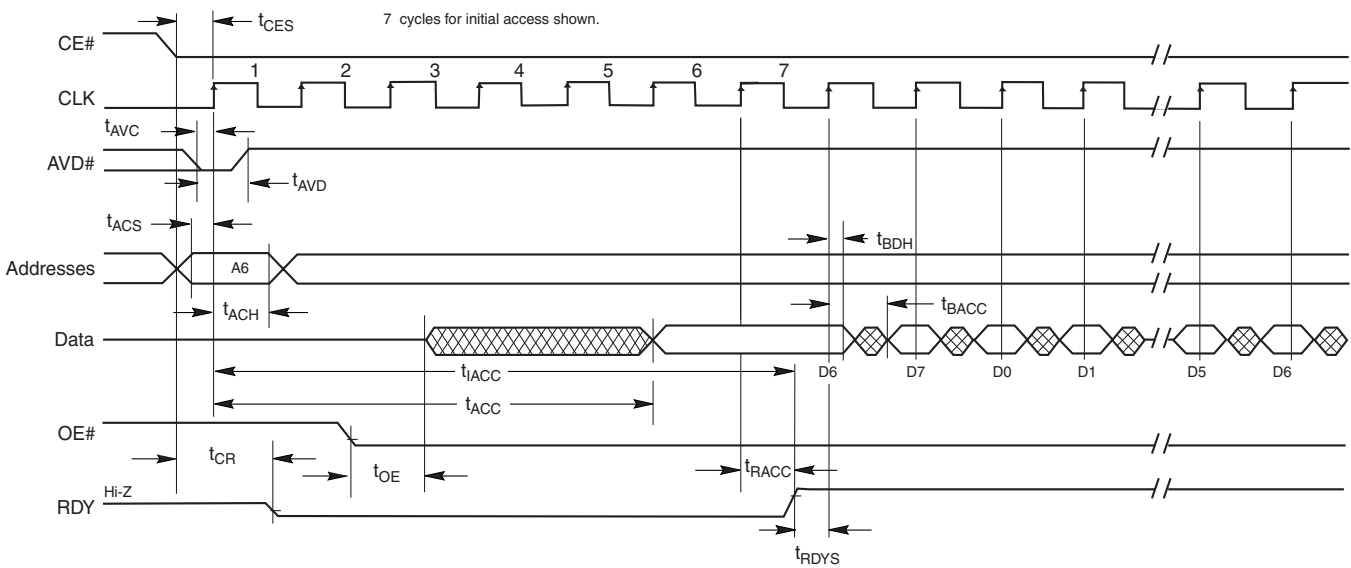 tCES
7 cycles for initial access shown.
CE#
1 2 3 4 5 6 7
CLK
tAVC
AVD#
tAVD
tACS
tBDH
Addresses
A6
tACH
tBACC
Data
tIACC
D6 D7 D0 D1 D5 D6
tACC
OE#
tCR
tOE
tRACC
Hi-Z
RDY
tRDYS